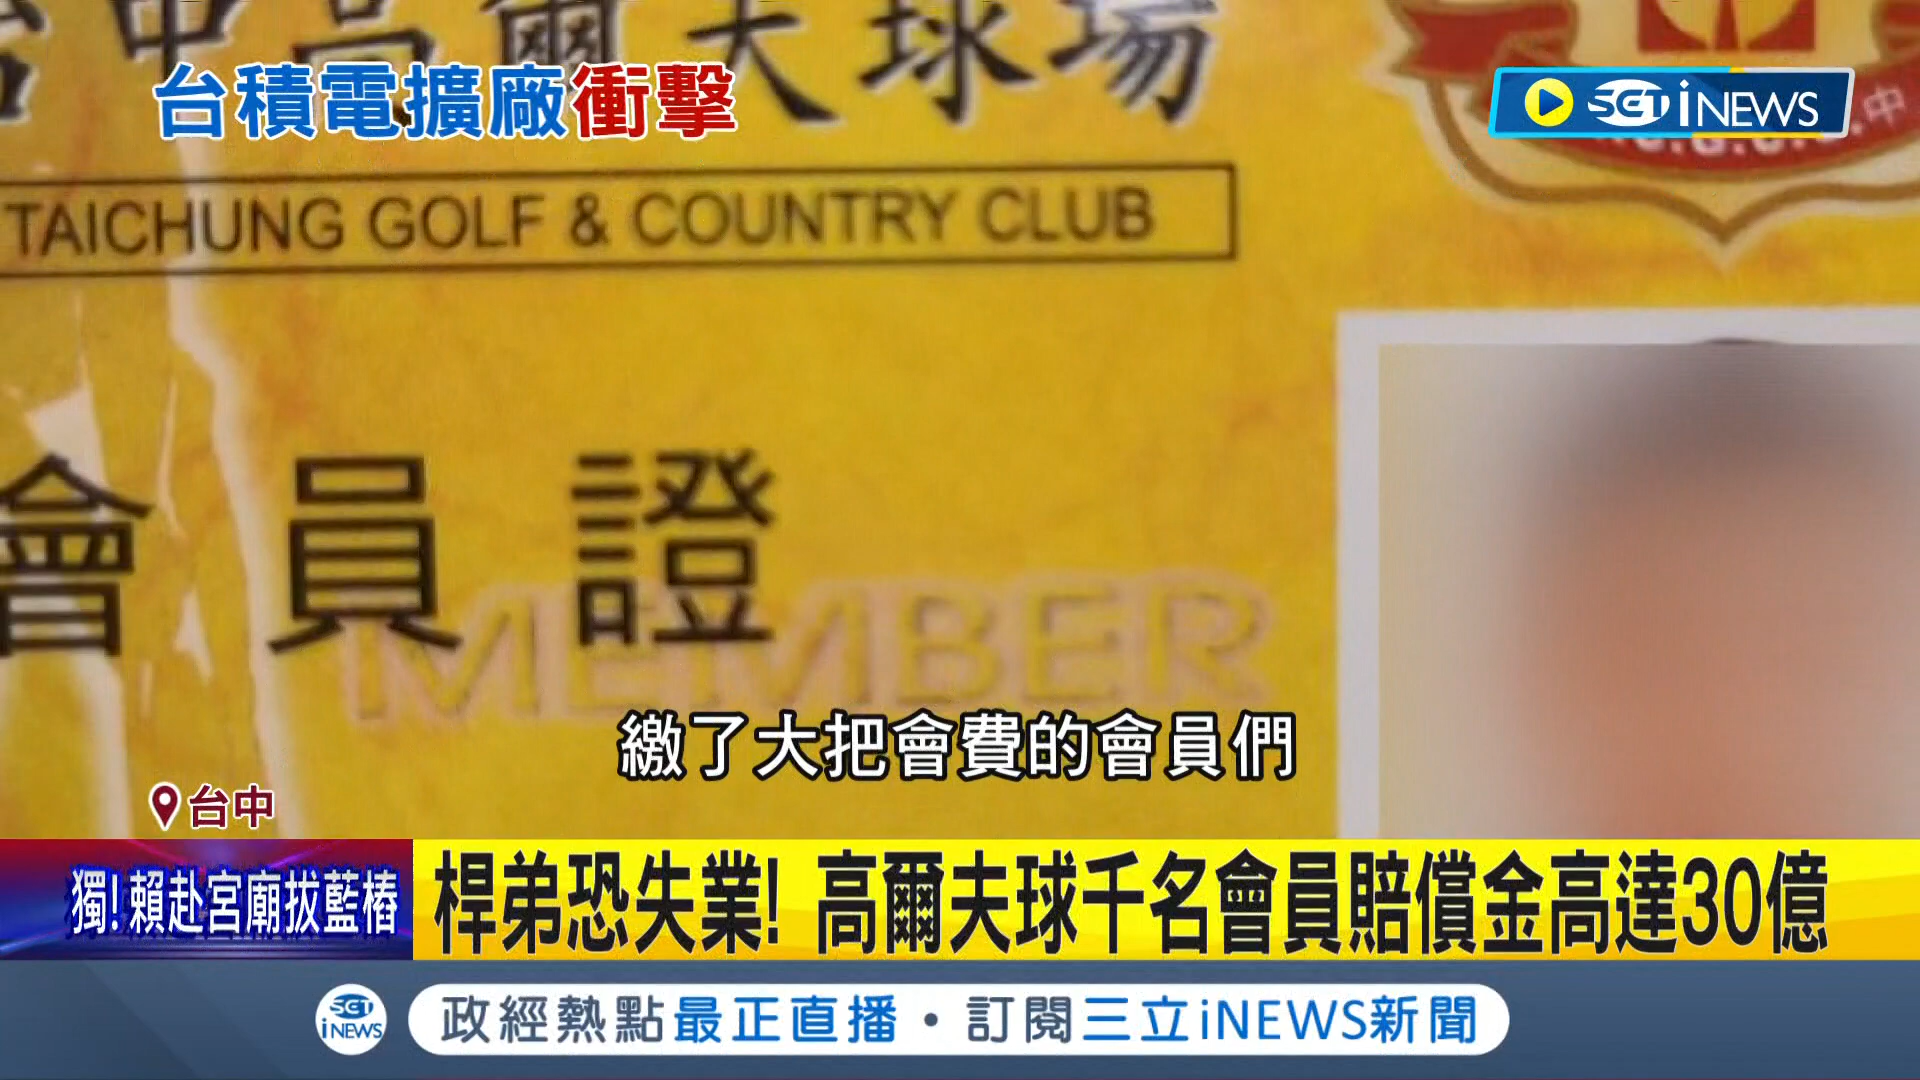 台中高爾夫球場
台積電擴廠衝擊
SET iNEWS
中
TAICHUNG GOLF & COUNTRY CLUB
會員證
MEMBER
繳了大把會費的會員們
台中
獨!賴赴宮廟拔藍樁
桿弟恐失業! 高爾夫球千名會員賠償金高達30億
SET iNEWS
政經熱點最正直播・訂閱三立iNEWS新聞